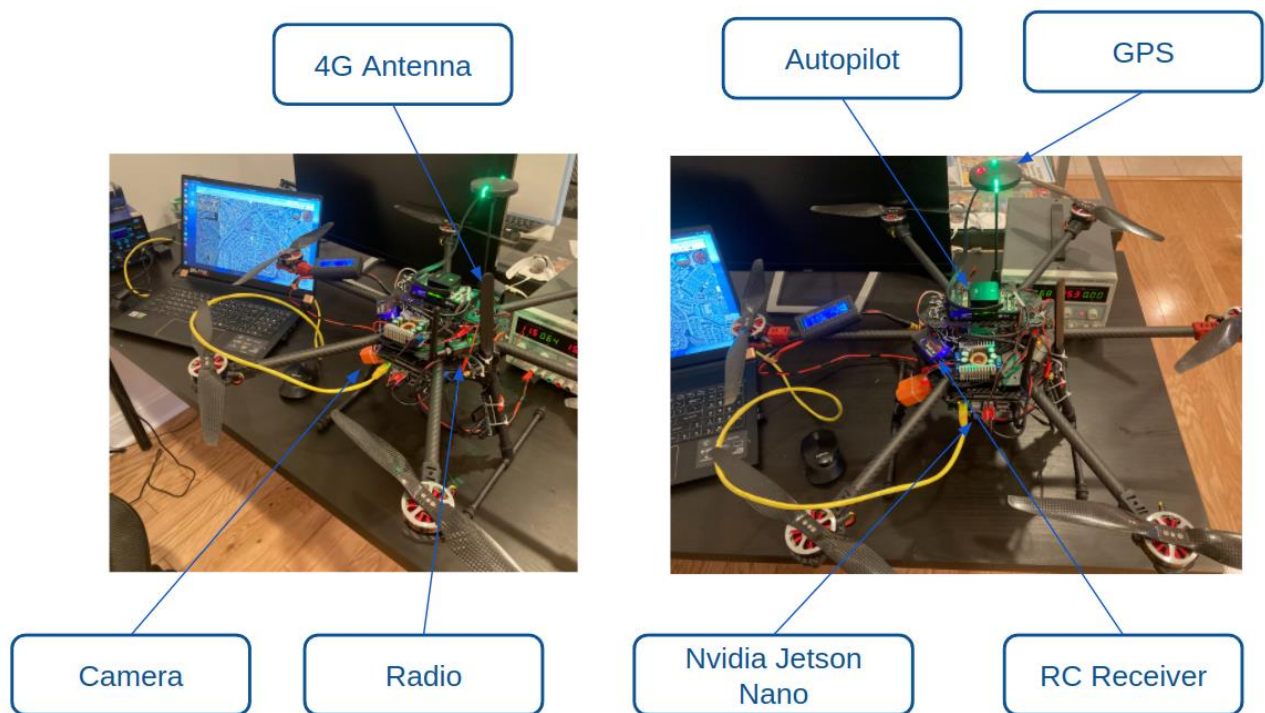 4G Antenna
Autopilot
GPS
Camera
Radio
Nvidia Jetson
Nano
RC Receiver